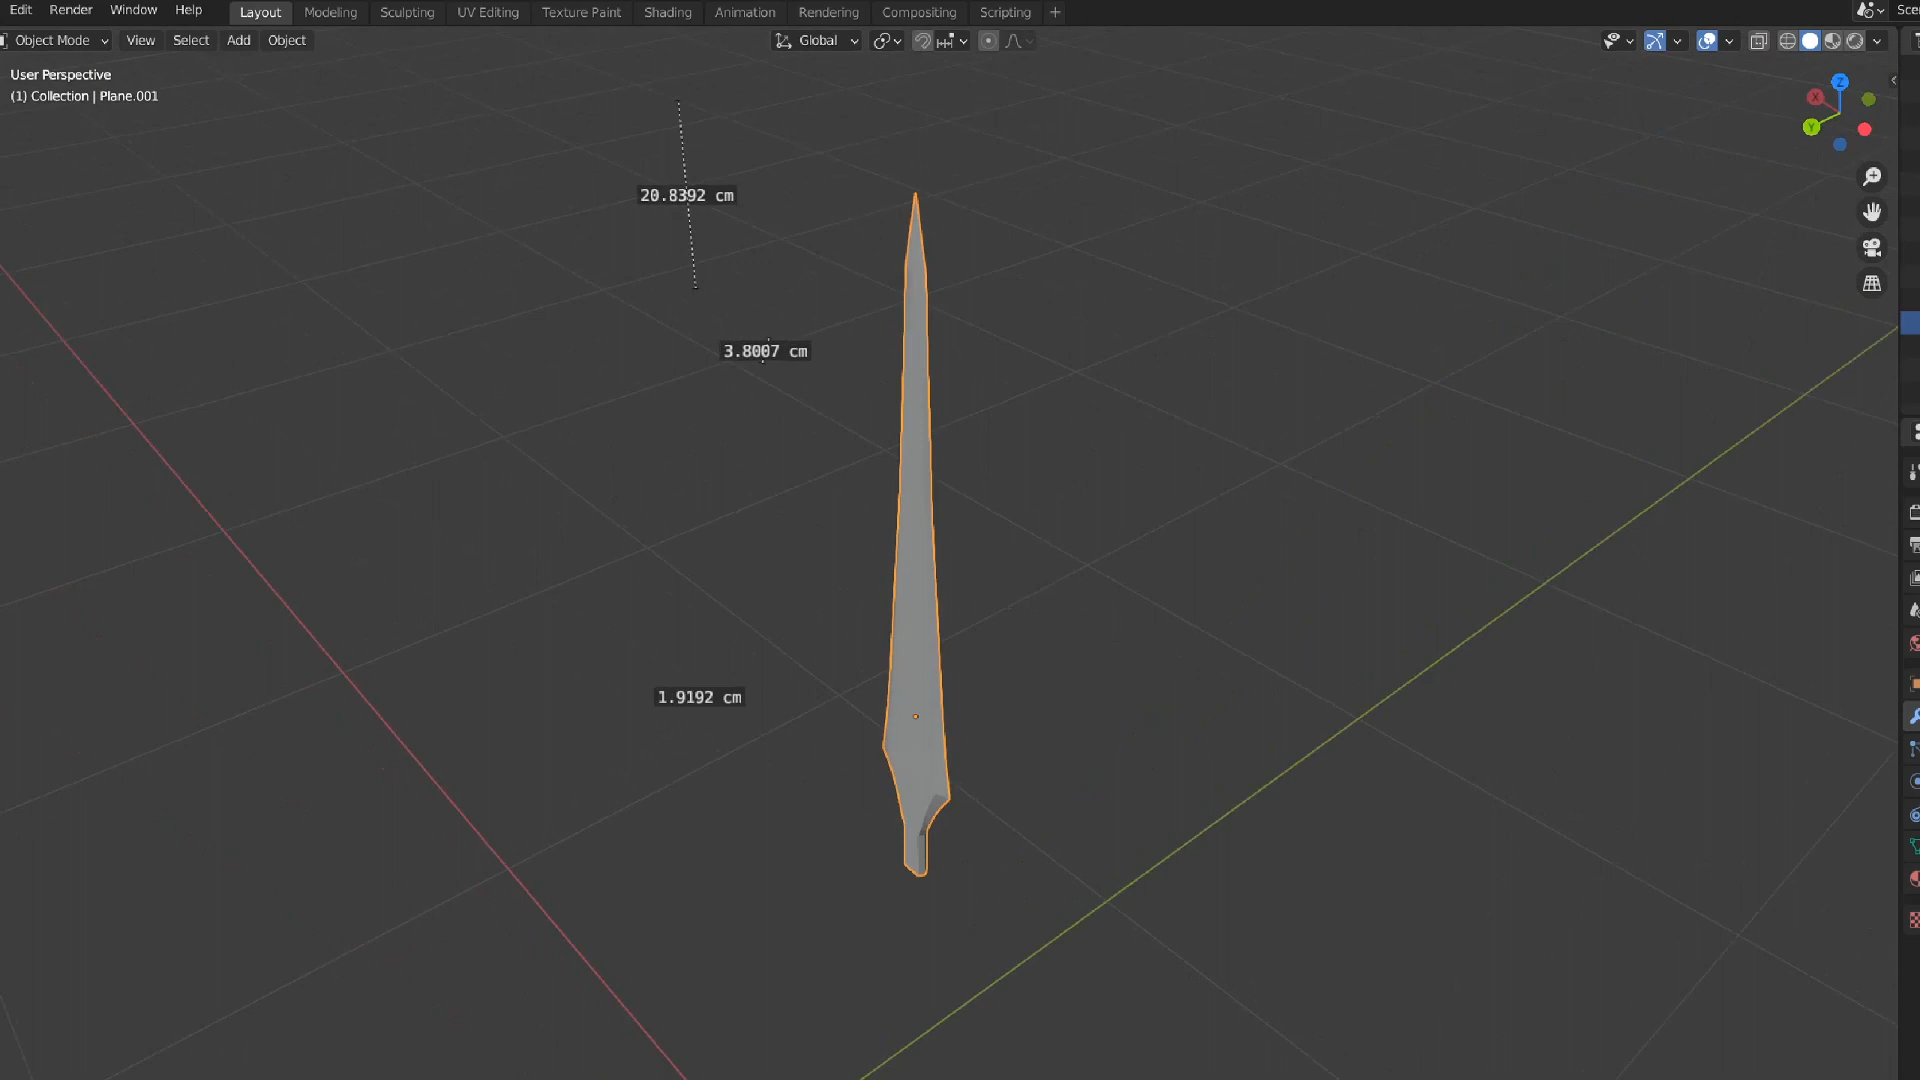 Edit Render Window Help Layout Modeling Sculpting UV Editing Texture Paint Shading Animation Rendering Compositing Scripting + Scen
Object Mode View Select Add Object Global
User Perspective
(1) Collection | Plane.001
Z
X
Y
20.8392 cm
3.8007 cm
1.9192 cm